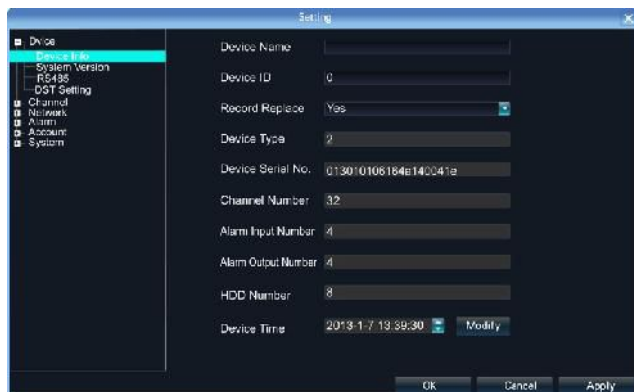 Setting
Dvice
Device Info
System Version
RS485
DST Setting
Channel
Network
Alarm
Account
System
Device Name
Device ID 0
Record Replace Yes
Device Type 2
Device Serial No. 013010106164a140041e
Channel Number 32
Alarm Input Number 4
Alarm Output Number 4
HDD Number 8
Device Time 2013-1-7 13:39:30 Modify
OK Cancel Apply